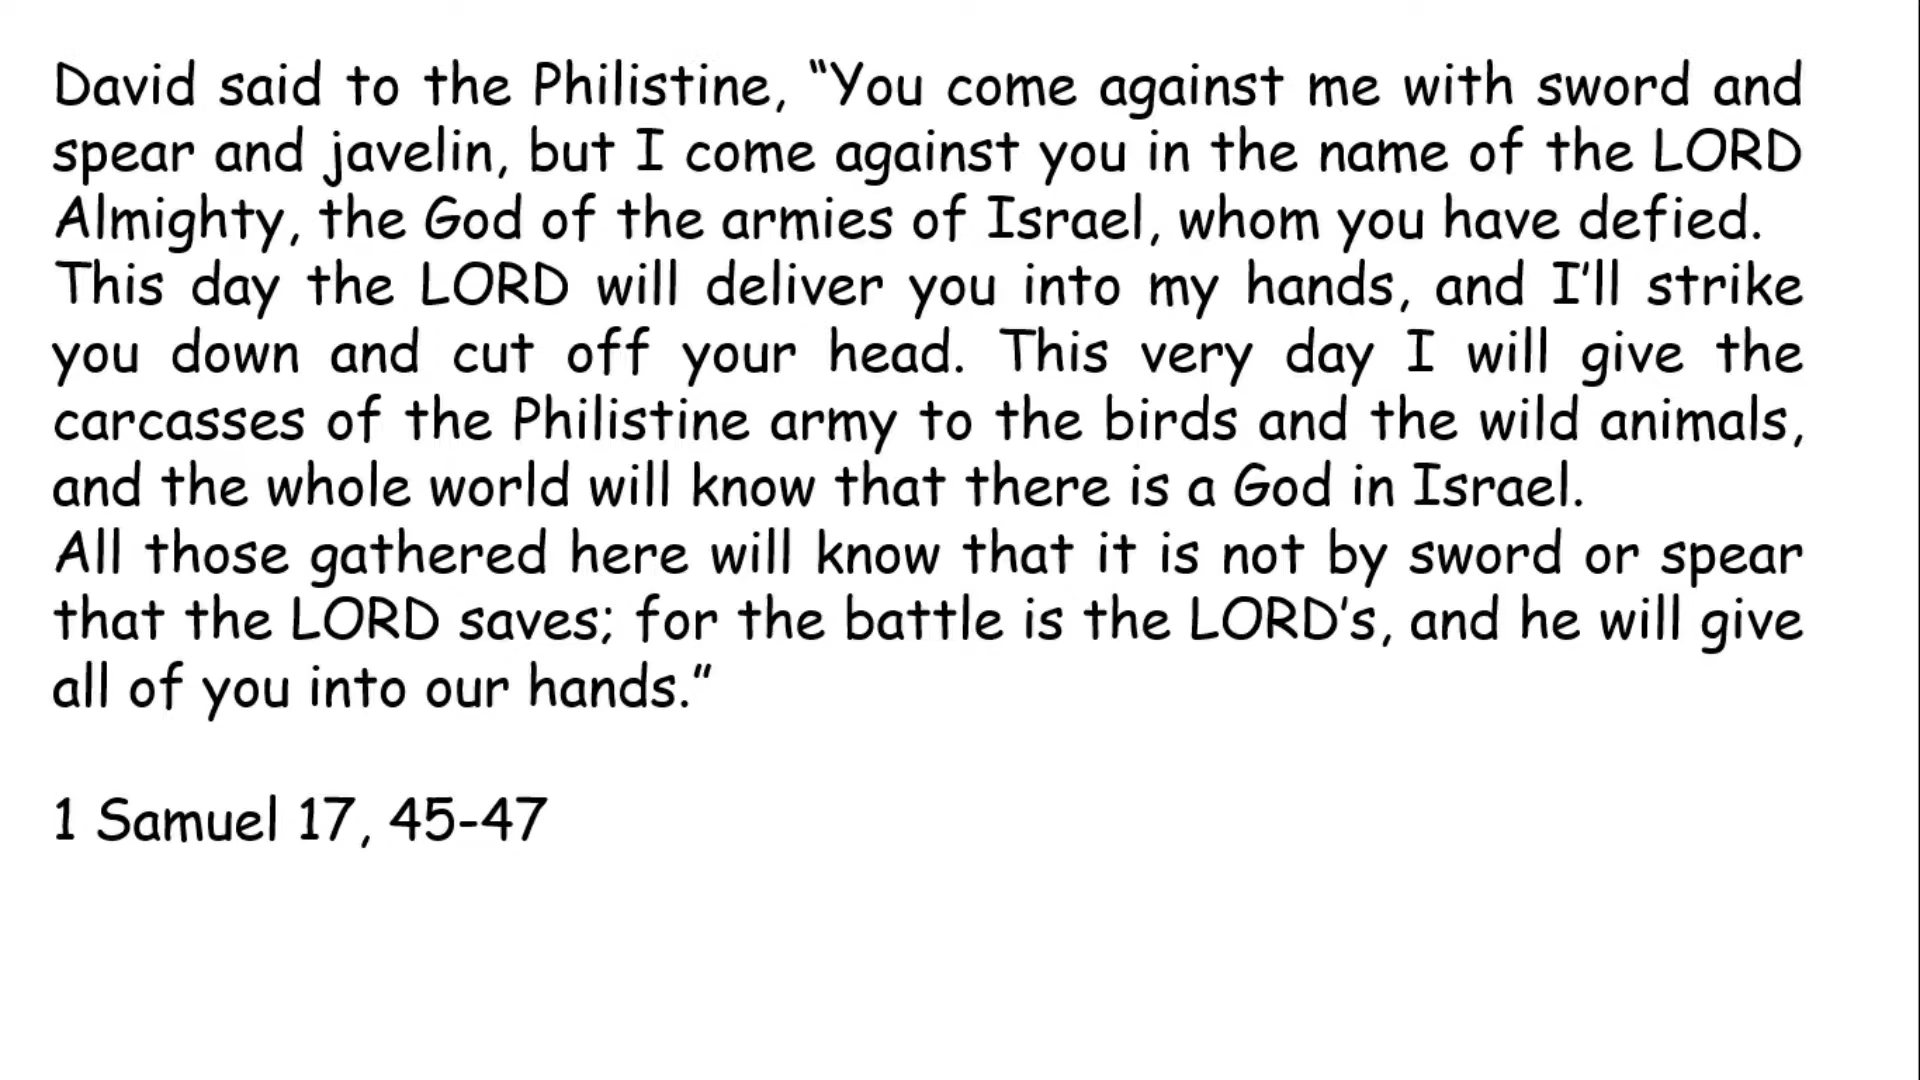 David said to the Philistine, “You come against me with sword and
spear and javelin, but I come against you in the name of the LORD
Almighty, the God of the armies of Israel, whom you have defied.
This day the LORD will deliver you into my hands, and I’ll strike
you down and cut off your head. This very day I will give the
carcasses of the Philistine army to the birds and the wild animals,
and the whole world will know that there is a God in Israel.
All those gathered here will know that it is not by sword or spear
that the LORD saves; for the battle is the LORD’s, and he will give
all of you into our hands.”
1 Samuel 17, 45-47